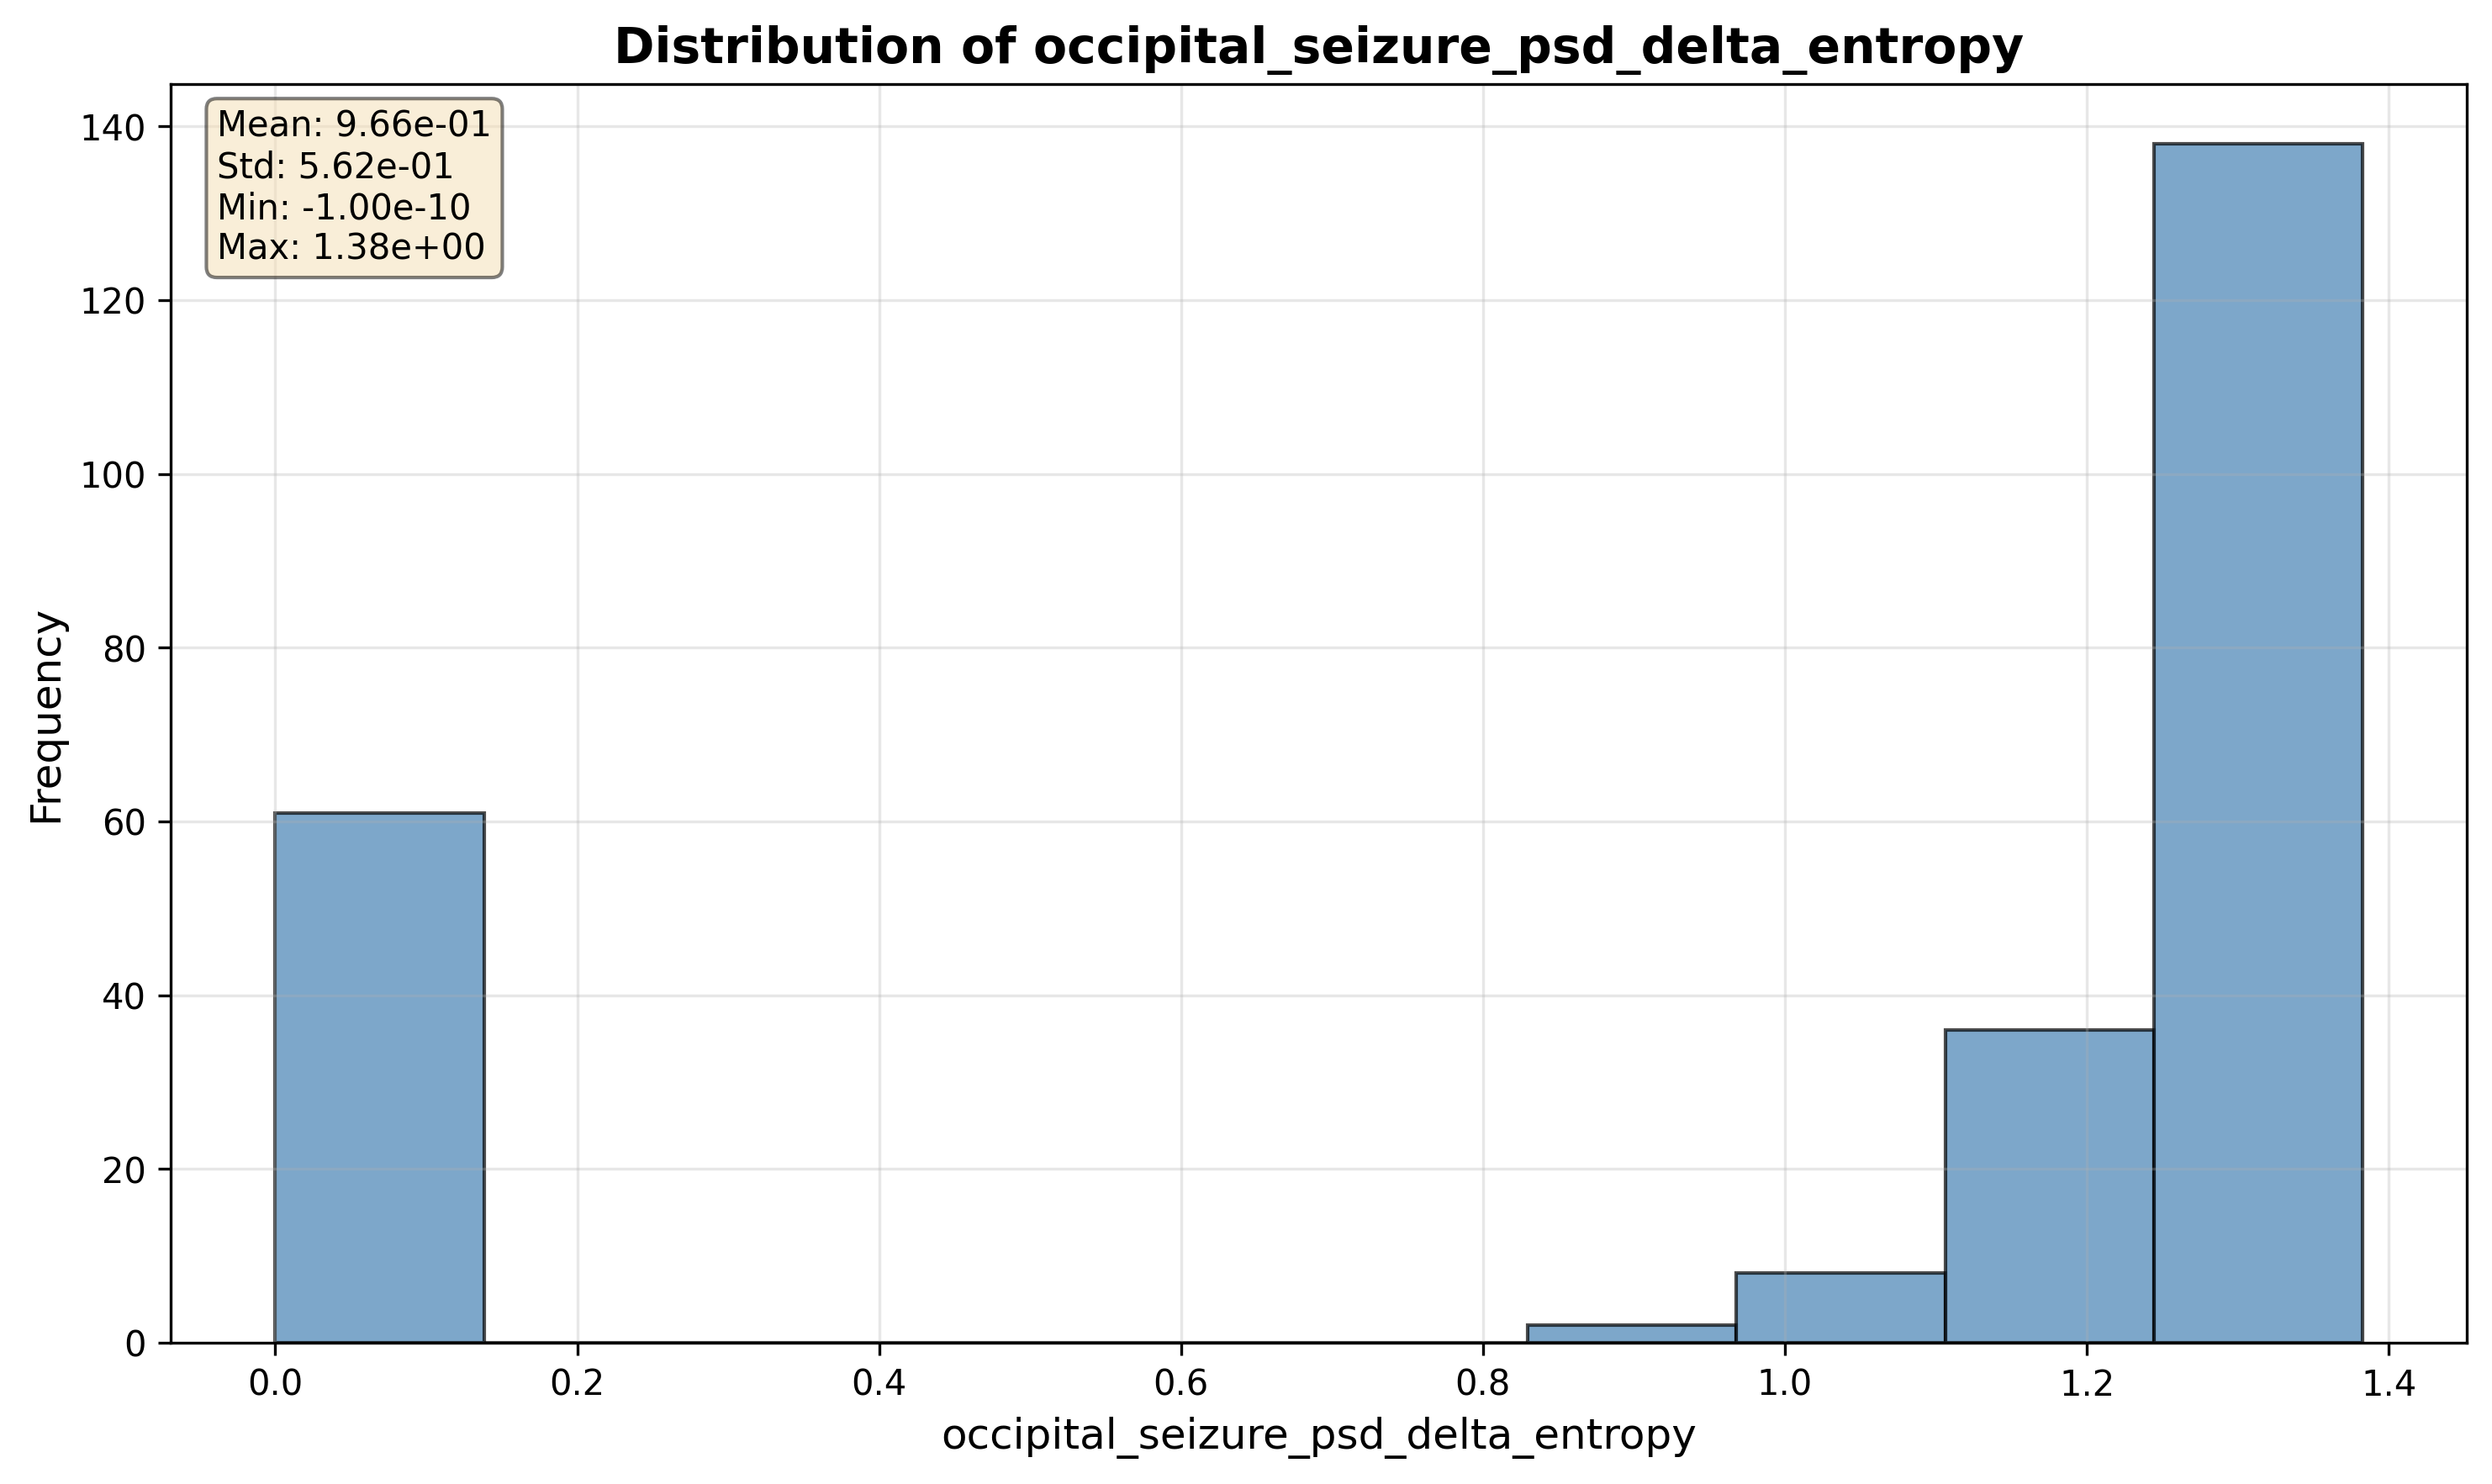 Distribution of occipital_seizure_psd_delta_entropy
Mean: 9.66e-01
Std: 5.62e-01
Min: -1.00e-10
Max: 1.38e+00
140
120
100
80
60
40
20
0
Frequency
0.0 0.2 0.4 0.6 0.8 1.0 1.2 1.4
occipital_seizure_psd_delta_entropy